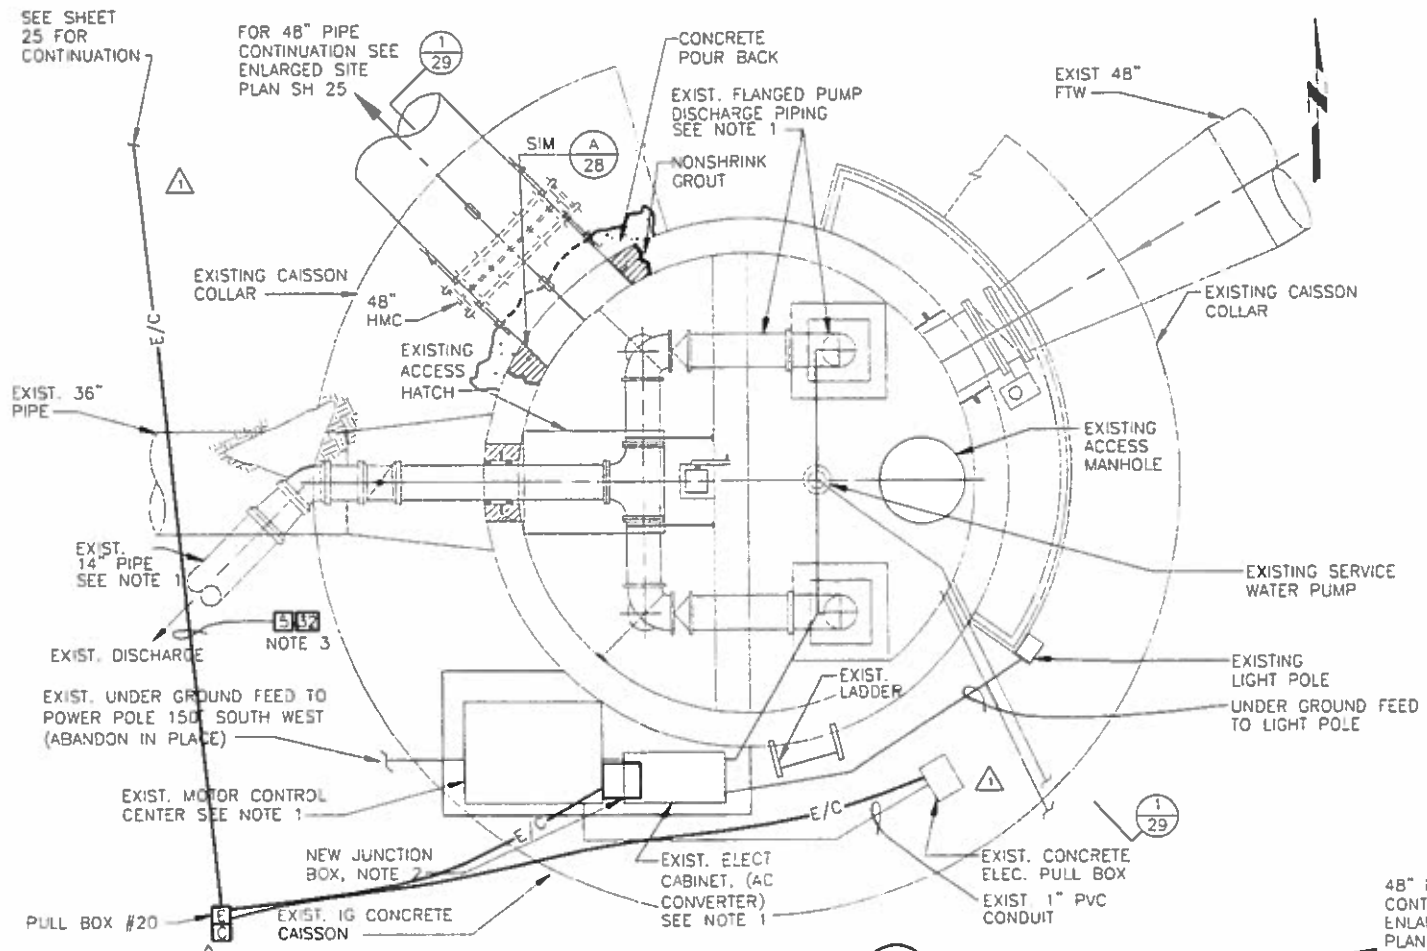 SEE SHEET
25 FOR
CONTINUATION
FOR 48" PIPE
CONTINUATION SEE
ENLARGED SITE
PLAN SH 25
1
29
CONCRETE
POUR BACK
EXIST. FLANGED PUMP
DISCHARGE PIPING
SEE NOTE 1
EXIST 48"
FTW
SIM
A
28
NONSHRINK
GROUT
1
EXISTING CAISSON
COLLAR
48"
HMC
EXISTING
ACCESS
HATCH
EXISTING CAISSON
COLLAR
E/C
EXIST. 36"
PIPE
EXISTING
ACCESS
MANHOLE
EXIST.
14" PIPE
SEE NOTE 1
EXISTING SERVICE
WATER PUMP
5 32
NOTE 3
EXIST. DISCHARGE
EXISTING
LIGHT POLE
EXIST. UNDER GROUND FEED TO
POWER POLE 150' SOUTH WEST
(ABANDON IN PLACE)
EXIST.
LADDER
UNDER GROUND FEED
TO LIGHT POLE
EXIST. MOTOR CONTROL
CENTER SEE NOTE 1
1
1
29
E/C
E/C
NEW JUNCTION
BOX, NOTE 2
EXIST. ELECT
CABINET, (AC
CONVERTER)
SEE NOTE 1
EXIST. CONCRETE
ELEC. PULL BOX
EXIST. 1" PVC
CONDUIT
PULL BOX #20
E
C
EXIST. IG CONCRETE
CAISSON
48"
CONT
ENLA
PLAN